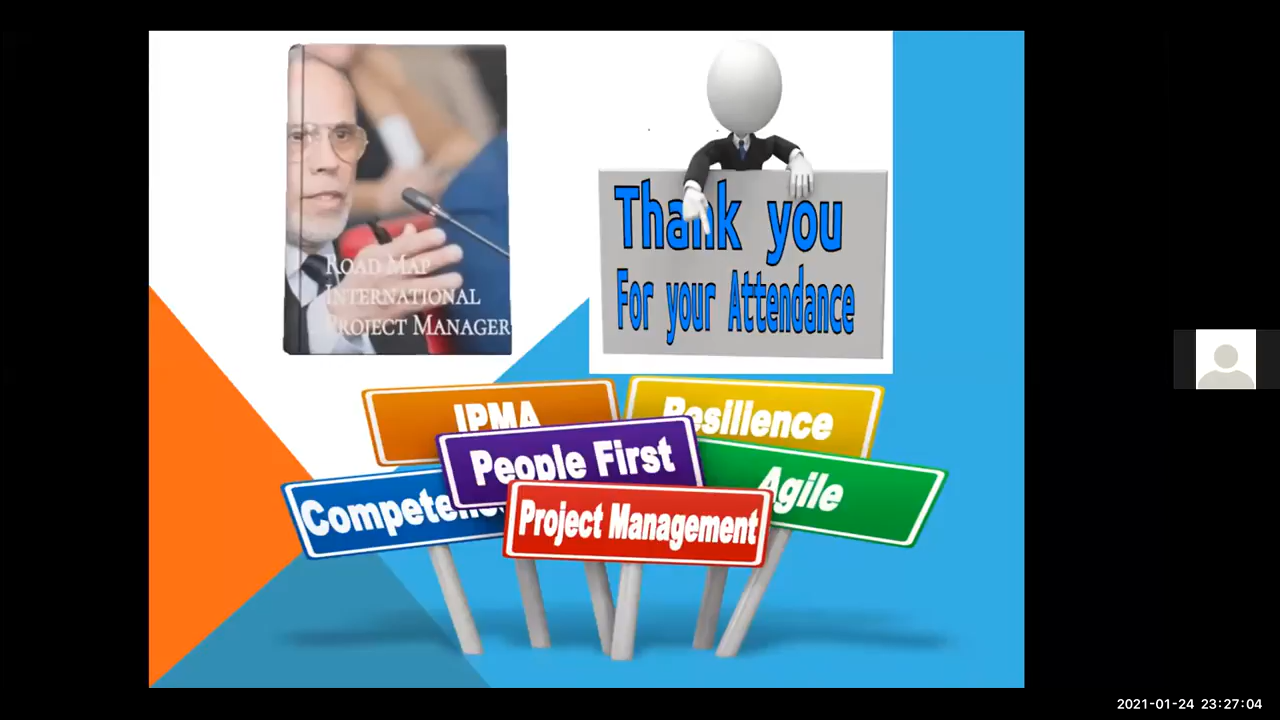 ROAD MAP
INTERNATIONAL
PROJECT MANAGER
Thank you
For your Attendance
IPMA
Resilience
People First
Agile
Project Management
2021-01-24 23:27:04